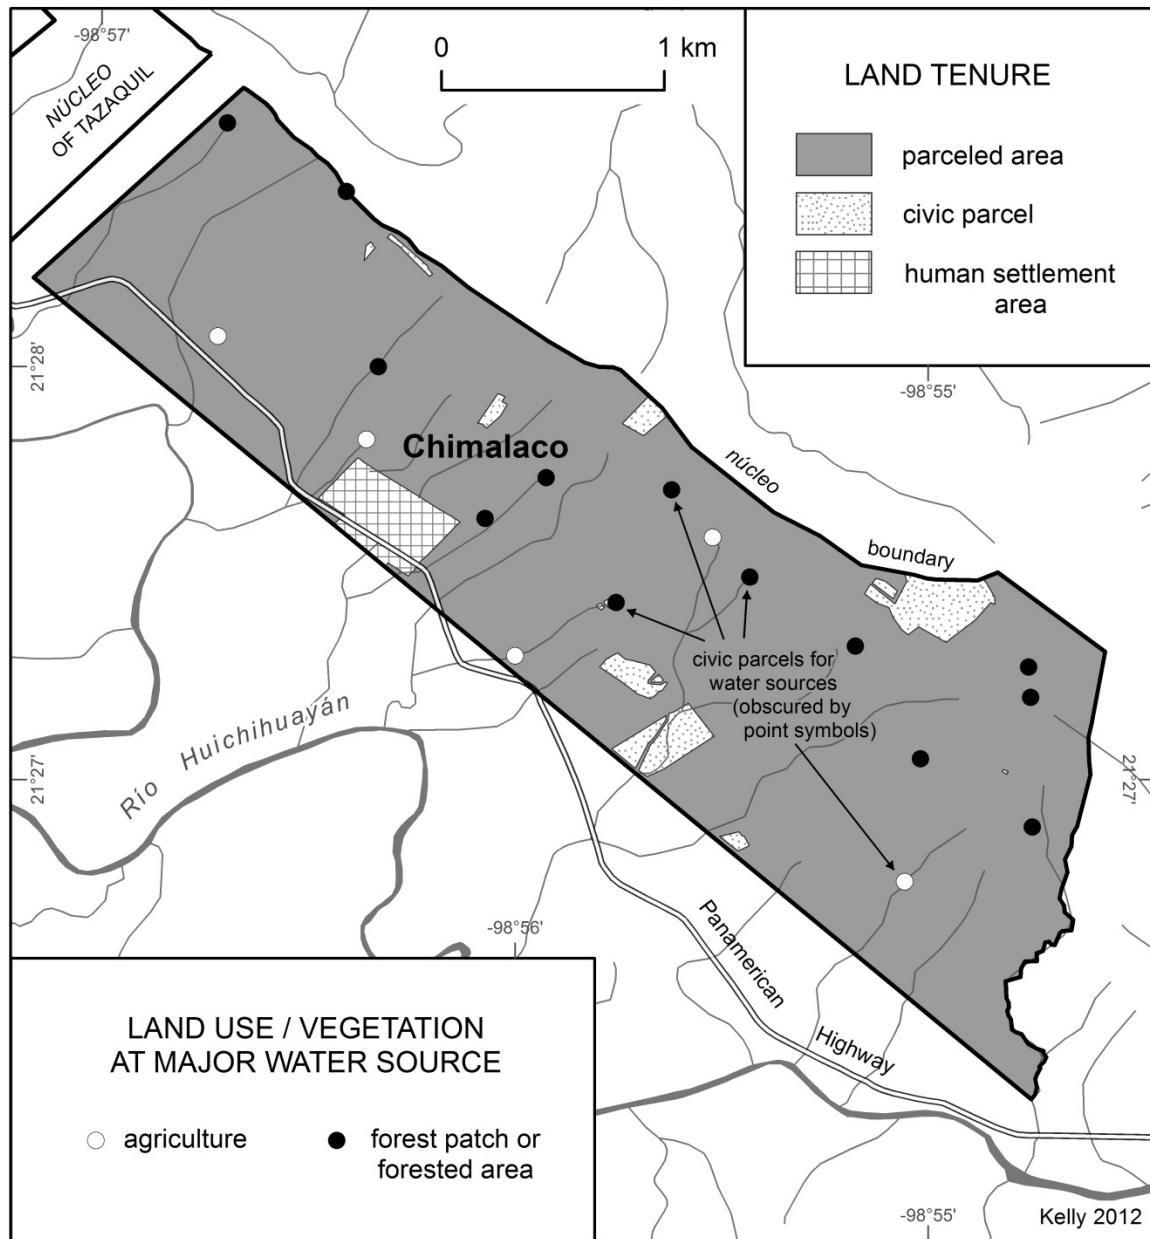 -98°57'
NÚCLEO
OF TAZAQUIL
0 1 km
LAND TENURE
parceled area
civic parcel
human settlement
area
21°28'
-98°55'
Chimalaco
núcleo
boundary
civic parcels for
water sources
(obscured by
point symbols)
Río Huichihuayán
21°27'
21°27'
Panamerican
Highway
-98°56'
LAND USE / VEGETATION
AT MAJOR WATER SOURCE
agriculture
forest patch or
forested area
-98°55'
Kelly 2012